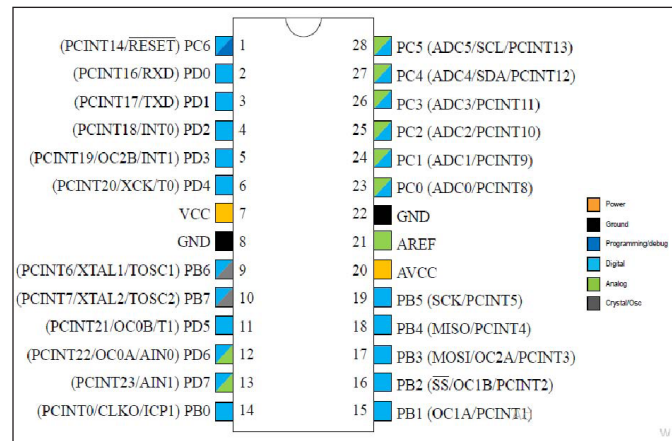 (PCINT14/RESET) PC6 1 28 PC5 (ADC5/SCL/PCINT13)
(PCINT16/RXD) PD0 2 27 PC4 (ADC4/SDA/PCINT12)
(PCINT17/TXD) PD1 3 26 PC3 (ADC3/PCINT11)
(PCINT18/INT0) PD2 4 25 PC2 (ADC2/PCINT10)
(PCINT19/OC2B/INT1) PD3 5 24 PC1 (ADC1/PCINT9)
(PCINT20/XCK/T0) PD4 6 23 PC0 (ADC0/PCINT8)
VCC 7 22 GND
GND 8 21 AREF
(PCINT6/XTAL1/TOSC1) PB6 9 20 AVCC
(PCINT7/XTAL2/TOSC2) PB7 10 19 PB5 (SCK/PCINT5)
(PCINT21/OC0B/T1) PD5 11 18 PB4 (MISO/PCINT4)
(PCINT22/OC0A/AIN0) PD6 12 17 PB3 (MOSI/OC2A/PCINT3)
(PCINT23/AIN1) PD7 13 16 PB2 (SS/OC1B/PCINT2)
(PCINT0/CLKO/ICP1) PB0 14 15 PB1 (OC1A/PCINT1)
Power
Ground
Programming/debug
Digital
Analog
Crystal/Osc